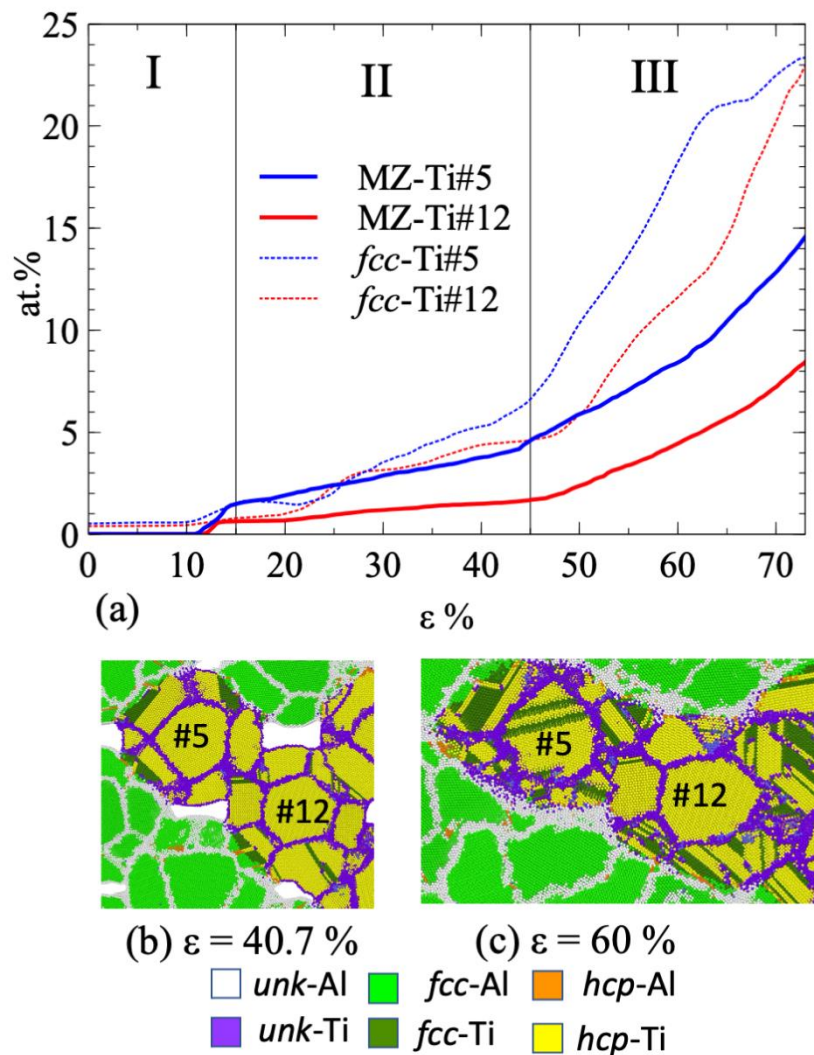 25
20
15
10
5
0
at.%
I II III
MZ-Ti#5
MZ-Ti#12
fcc-Ti#5
fcc-Ti#12
0 10 20 30 40 50 60 70
(a) ε %
#5 #12
#5 #12
(b) ε = 40.7 % (c) ε = 60 %
unk-Al fcc-Al hcp-Al
unk-Ti fcc-Ti hcp-Ti